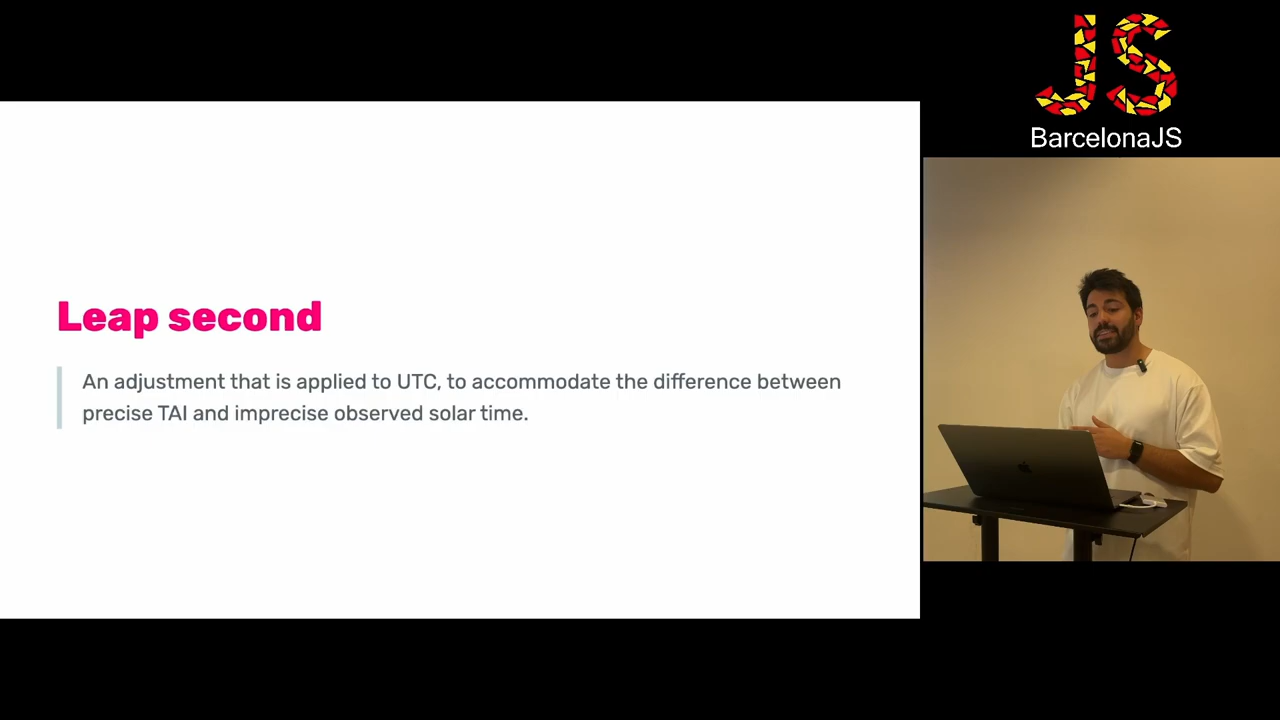 JS
BarcelonaJS
Leap second
An adjustment that is applied to UTC, to accommodate the difference between
precise TAI and imprecise observed solar time.